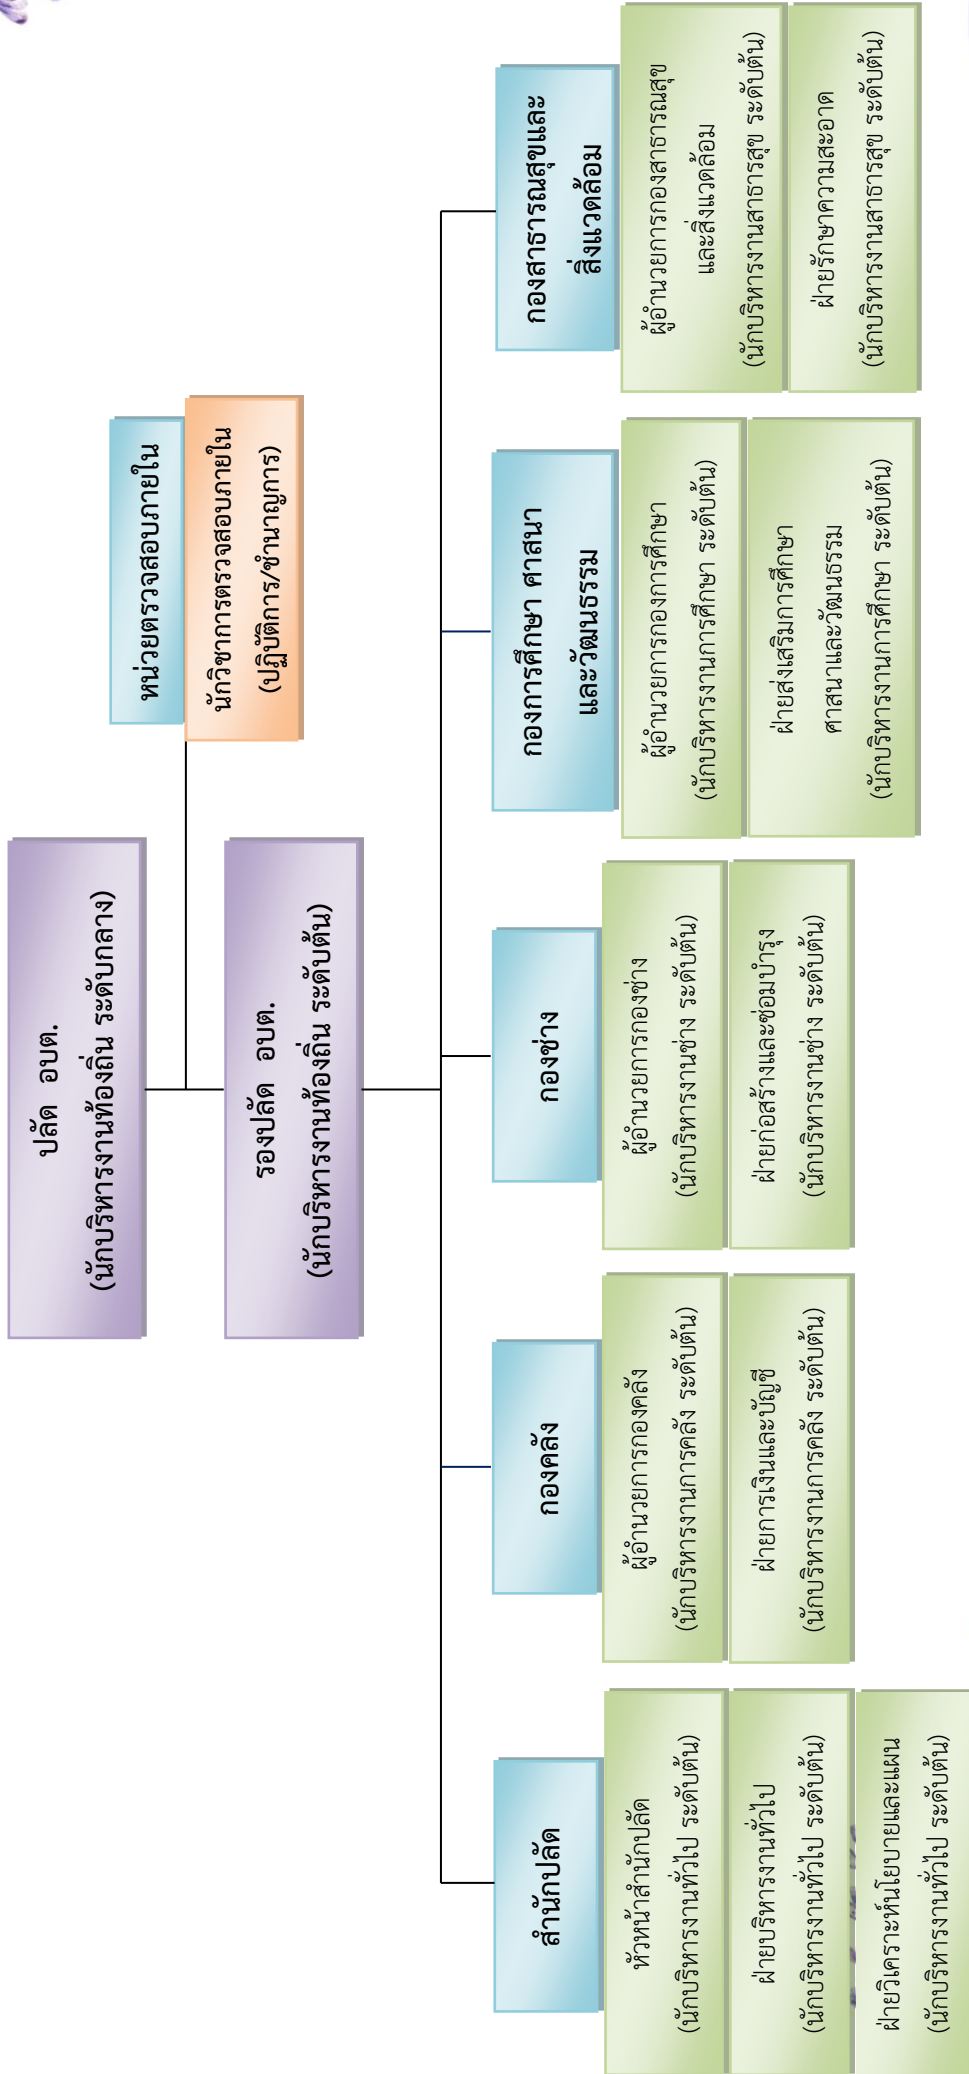 ปลัด อบต.
(นักบริหารงานท้องถิ่น ระดับกลาง)
หน่วยตรวจสอบภายใน
นักวิชาการตรวจสอบภายใน
(ปฏิบัติการ/ชำนาญการ)
รองปลัด อบต.
(นักบริหารงานท้องถิ่น ระดับต้น)
สำนักปลัด
หัวหน้าสำนักปลัด
(นักบริหารงานทั่วไป ระดับต้น)
ฝ่ายบริหารงานทั่วไป
(นักบริหารงานทั่วไป ระดับต้น)
ฝ่ายวิเคราะห์นโยบายและแผน
(นักบริหารงานทั่วไป ระดับต้น)
กองคลัง
ผู้อำนวยการกองคลัง
(นักบริหารงานการคลัง ระดับต้น)
ฝ่ายการเงินและบัญชี
(นักบริหารงานการคลัง ระดับต้น)
กองช่าง
ผู้อำนวยการกองช่าง
(นักบริหารงานช่าง ระดับต้น)
ฝ่ายก่อสร้างและซ่อมบำรุง
(นักบริหารงานช่าง ระดับต้น)
กองการศึกษา ศาสนา
และวัฒนธรรม
ผู้อำนวยการกองการศึกษา
(นักบริหารงานการศึกษา ระดับต้น)
ฝ่ายส่งเสริมการศึกษา
ศาสนาและวัฒนธรรม
(นักบริหารงานการศึกษา ระดับต้น)
กองสาธารณสุขและ
สิ่งแวดล้อม
ผู้อำนวยการกองสาธารณสุข
และสิ่งแวดล้อม
(นักบริหารงานสาธารสุข ระดับต้น)
ฝ่ายรักษาความสะอาด
(นักบริหารงานสาธารสุข ระดับต้น)